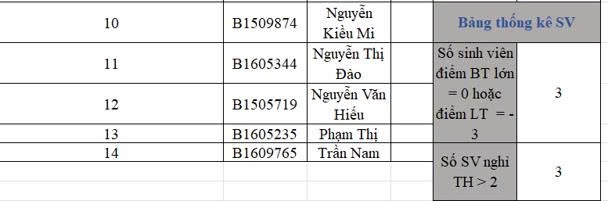 10 B1509874 Nguyễn Kiều Mi
11 B1605344 Nguyễn Thị Đào
12 B1505719 Nguyễn Văn Hiếu
13 B1605235 Phạm Thị
14 B1609765 Trần Nam
Bảng thống kê SV
Số sinh viên
điểm BT lớn
= 0 hoặc
điểm LT = -
3
3
Số SV nghỉ
TH > 2
3